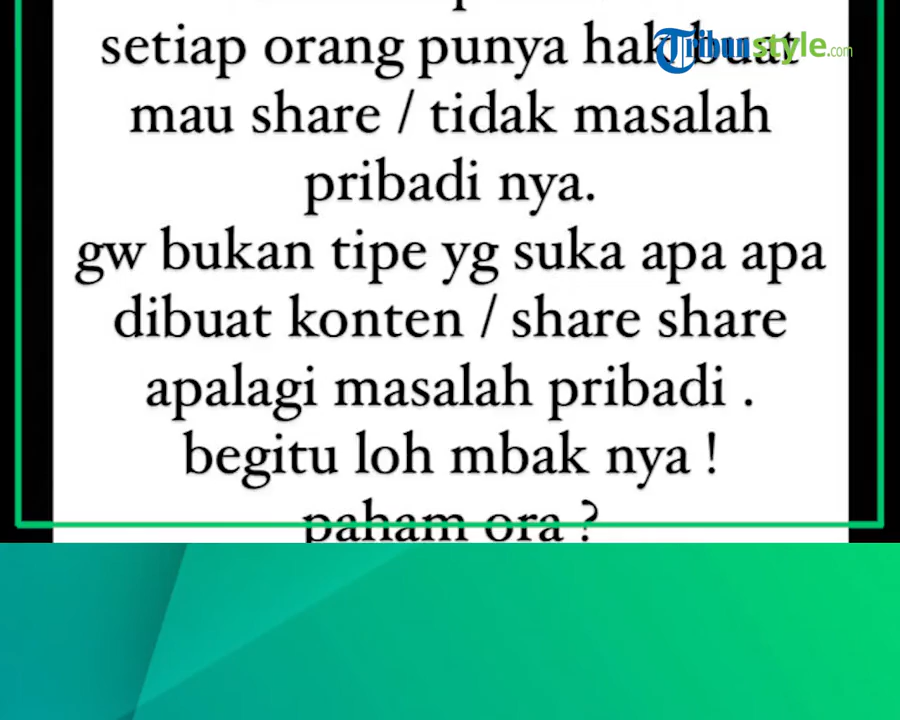 setiap orang punya hak buat
Tribunstyle.com
mau share / tidak masalah
pribadi nya.
gw bukan tipe yg suka apa apa
dibuat konten / share share
apalagi masalah pribadi .
begitu loh mbak nya !
paham ora ?